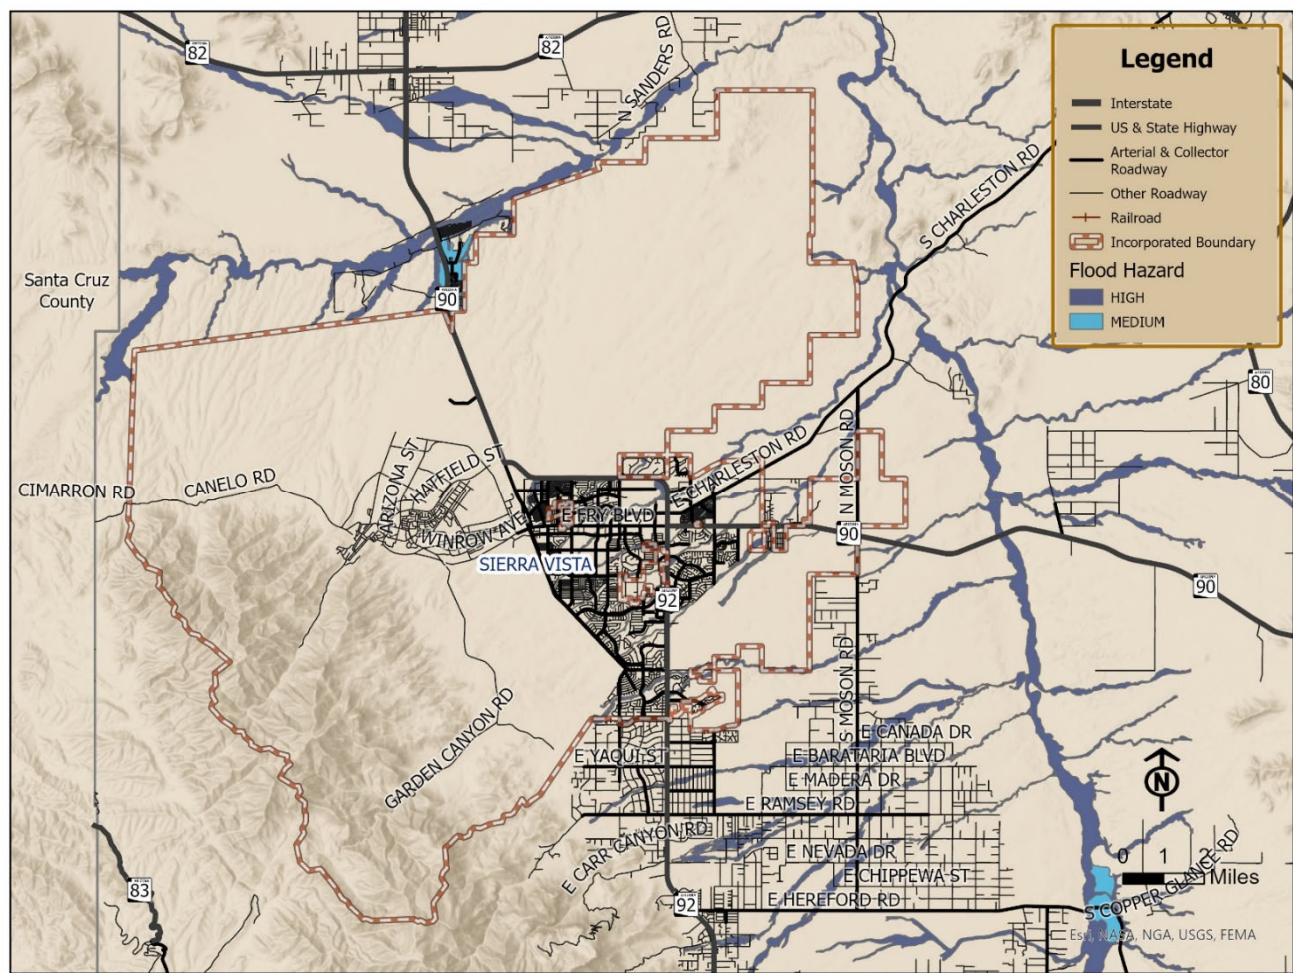 82
82
N SANDERS RD
Legend
Interstate
US & State Highway
Arterial & Collector
Roadway
Other Roadway
Railroad
Incorporated Boundary
Flood Hazard
HIGH
MEDIUM
S CHARLESTON RD
Santa Cruz
County
90
80
CIMARRON RD
CANELO RD
ARIZONA ST
HATFIELD ST
WINROW AVE
E FRY BLVD
E CHARLESTON RD
N MOSON RD
90
SIERRA VISTA
92
90
S MOSON RD
GARDEN CANYON RD
E CANADA DR
E YAQUI ST
E BARATARIA BLVD
E MADERA DR
E RAMSEY RD
N
E CARR CANYON RD
E NEVADA DR
0 1 2
Miles
E CHIPPEWA ST
83
92
E HEREFORD RD
S COPPER GLANCE RD
Esri, NASA, NGA, USGS, FEMA